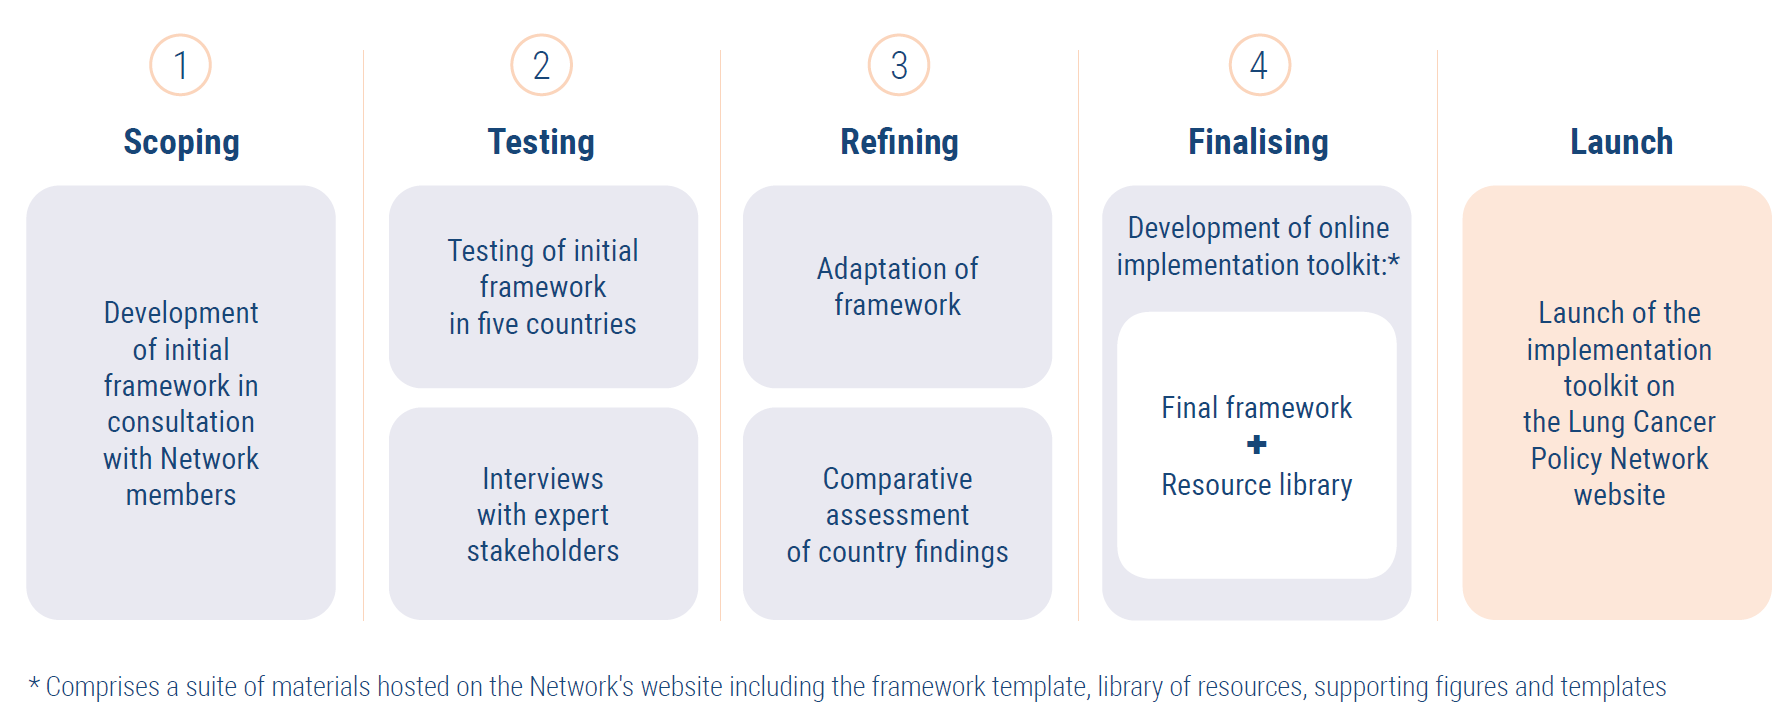 1
Scoping
Development
of initial
framework in
consultation
with Network
members
2
Testing
Testing of initial
framework
in five countries
Interviews
with expert
stakeholders
3
Refining
Adaptation of
framework
Comparative
assessment
of country findings
4
Finalising
Development of online
implementation toolkit:*
Final framework
+
Resource library
Launch
Launch of the
implementation
toolkit on
the Lung Cancer
Policy Network
website
* Comprises a suite of materials hosted on the Network's website including the framework template, library of resources, supporting figures and templates